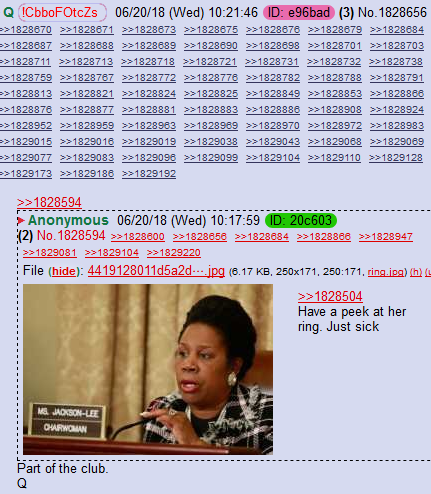 Q !CbboFOtcZs 06/20/18 (Wed) 10:21:46 ID: e96bad (3) No.1828656
>>1828670 >>1828671 >>1828673 >>1828675 >>1828676 >>1828679 >>1828684
>>1828687 >>1828688 >>1828689 >>1828690 >>1828698 >>1828701 >>1828703
>>1828711 >>1828713 >>1828718 >>1828721 >>1828731 >>1828732 >>1828738
>>1828759 >>1828767 >>1828772 >>1828776 >>1828777 >>1828780 >>1828808
>>1828813 >>1828821 >>1828824 >>1828825 >>1828849 >>1828853 >>1828866
>>1828876 >>1828877 >>1828881 >>1828883 >>1828886 >>1828908 >>1828924
>>1828952 >>1828959 >>1828963 >>1828969 >>1828970 >>1828972 >>1828983
>>1829015 >>1829016 >>1829019 >>1829038 >>1829043 >>1829068 >>1829069
>>1829077 >>1829083 >>1829096 >>1829099 >>1829104 >>1829110 >>1829128
>>1829173 >>1829186 >>1829192
>>1828594
Anonymous 06/20/18 (Wed) 10:17:59 ID: 20c603
(2) No.1828594 >>1828600 >>1828656 >>1828684 >>1828866 >>1828947
>>1829081 >>1829104 >>1829220
File (hide): 4419128011d5a2d⋯.jpg (6.17 KB, 250x171, 250:171, ring.jpg) (h) (u
>>1828504
Have a peek at her
ring. Just sick
MS. JACKSON-LEE
CHAIRWOMAN
Part of the club.
Q